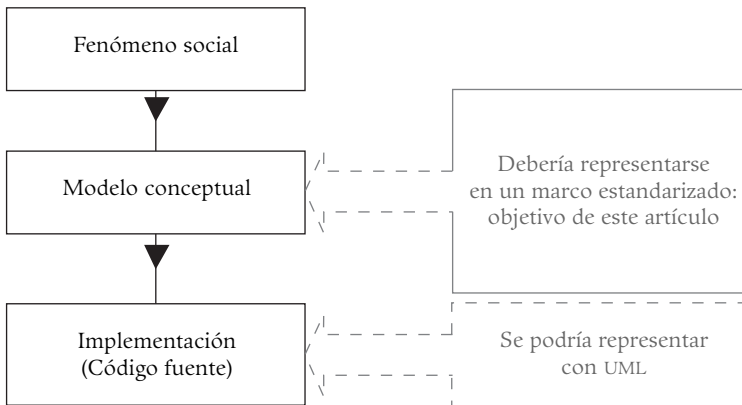 Fenómeno social
Modelo conceptual
Debería representarse
en un marco estandarizado:
objetivo de este artículo
Implementación
(Código fuente)
Se podría representar
con UML